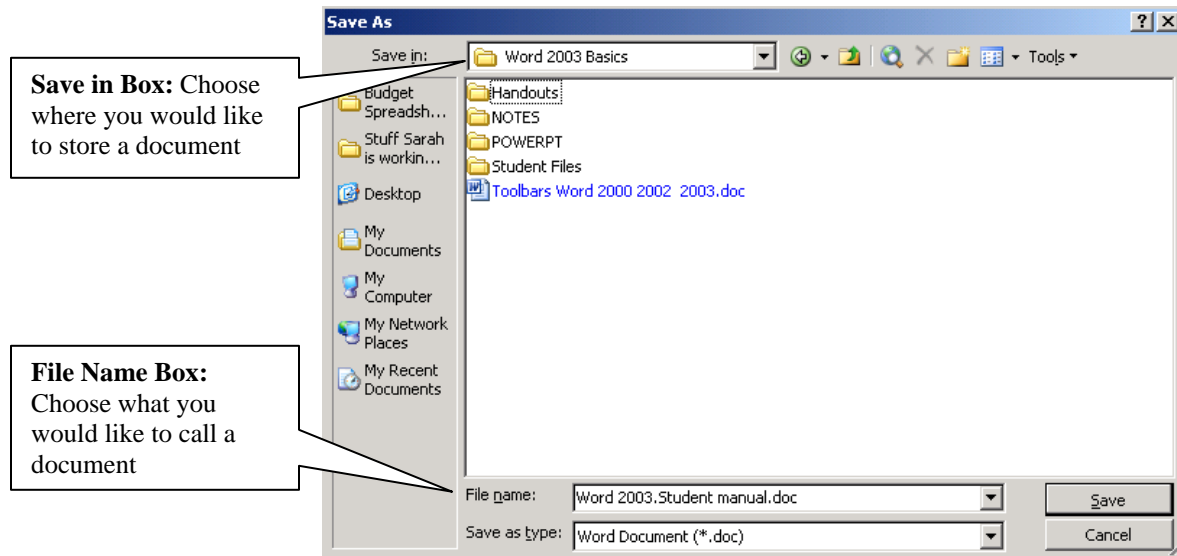 Save As
Save in:
Word 2003 Basics
Tools
Save in Box: Choose
where you would like
to store a document
Budget
Spreadsh...
Stuff Sarah
is workin...
Desktop
My
Documents
My
Computer
My Network
Places
My Recent
Documents
Handouts
NOTES
POWERPT
Student Files
Toolbars Word 2000 2002 2003.doc
File Name Box:
Choose what you
would like to call a
document
File name:
Word 2003.Student manual.doc
Save
Save as type:
Word Document (*.doc)
Cancel